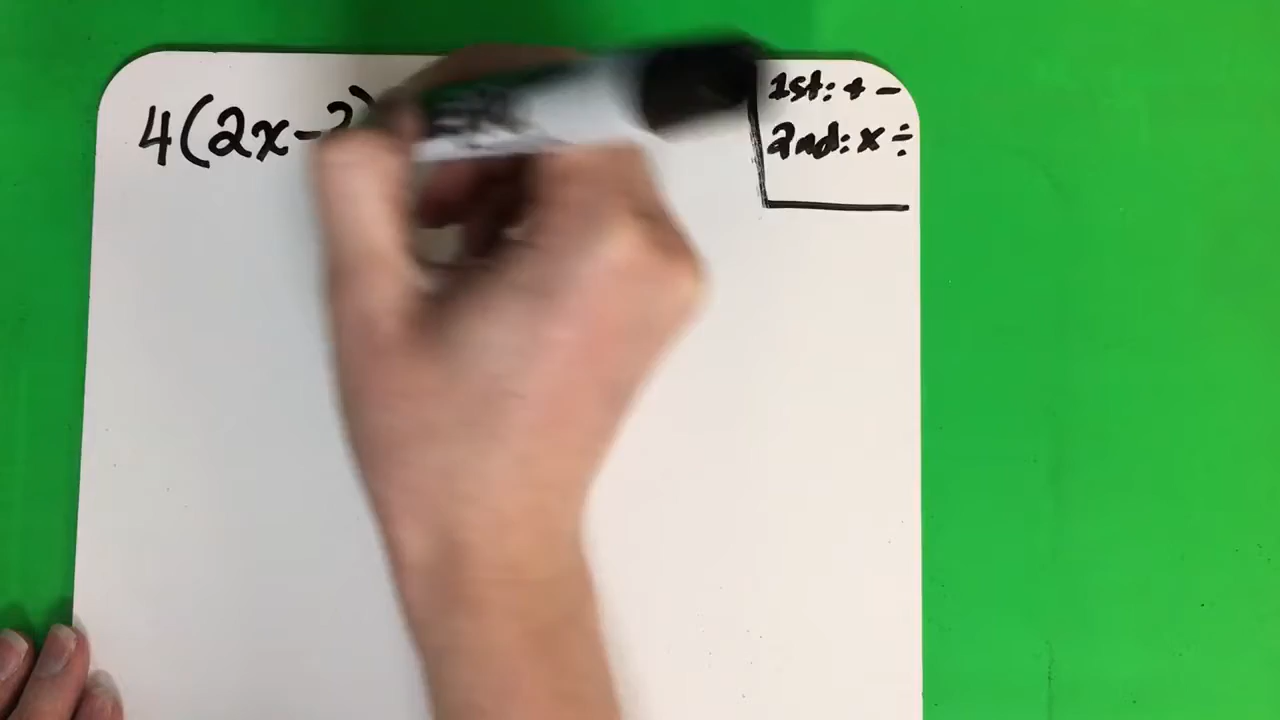 4(2x-
1st: + -
2nd: x ÷